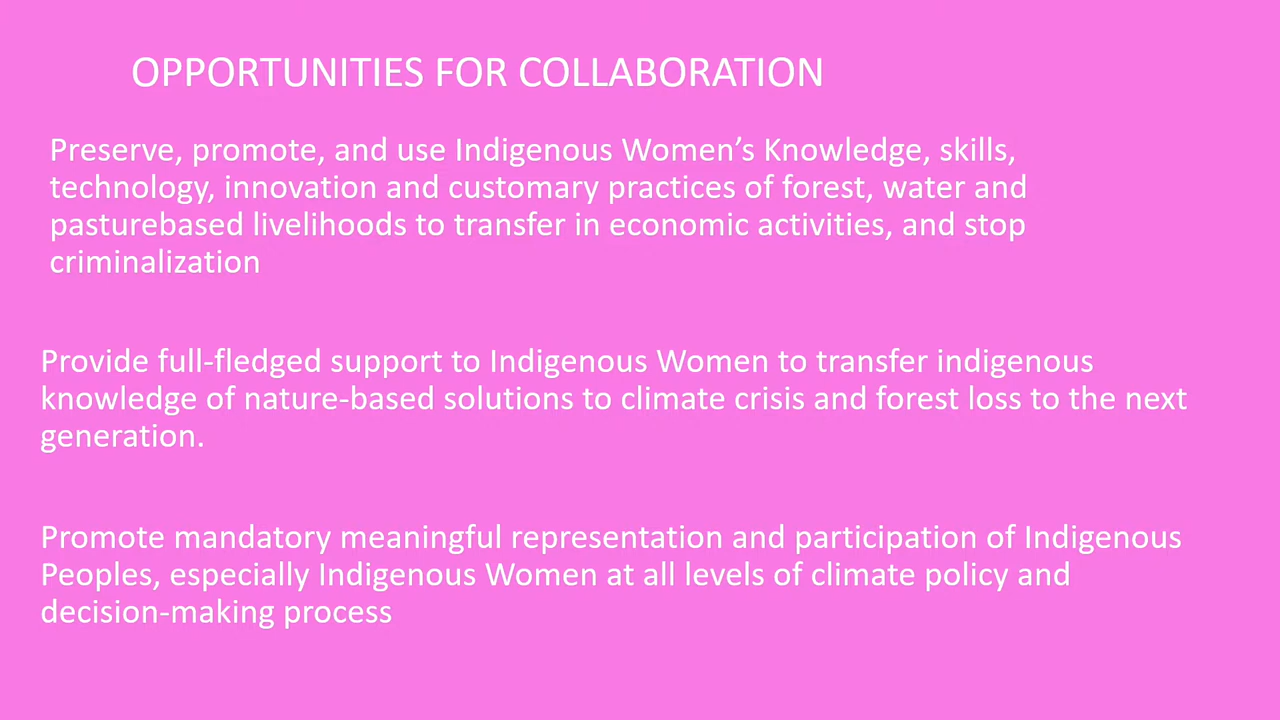 OPPORTUNITIES FOR COLLABORATION
Preserve, promote, and use Indigenous Women’s Knowledge, skills,
technology, innovation and customary practices of forest, water and
pasturebased livelihoods to transfer in economic activities, and stop
criminalization
Provide full-fledged support to Indigenous Women to transfer indigenous
knowledge of nature-based solutions to climate crisis and forest loss to the next
generation.
Promote mandatory meaningful representation and participation of Indigenous
Peoples, especially Indigenous Women at all levels of climate policy and
decision-making process